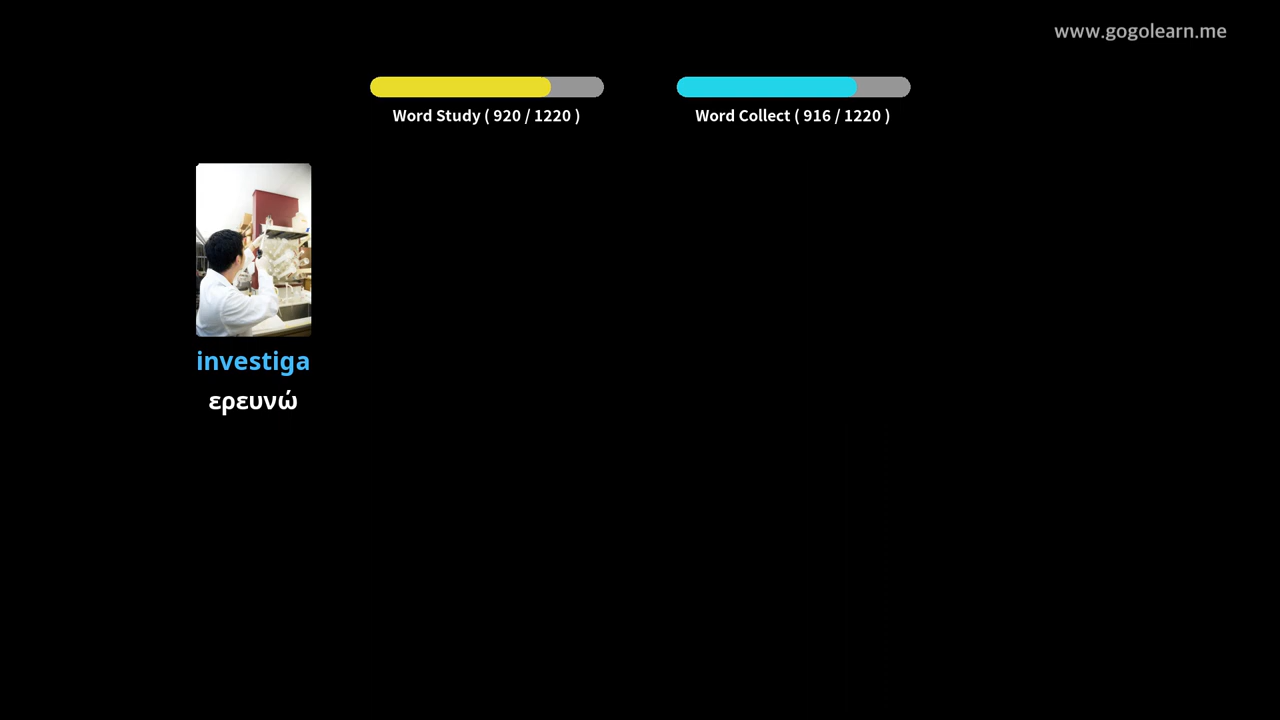 www.gogolearn.me
Word Study ( 920 / 1220 )
Word Collect ( 916 / 1220 )
investiga
ερευνώ